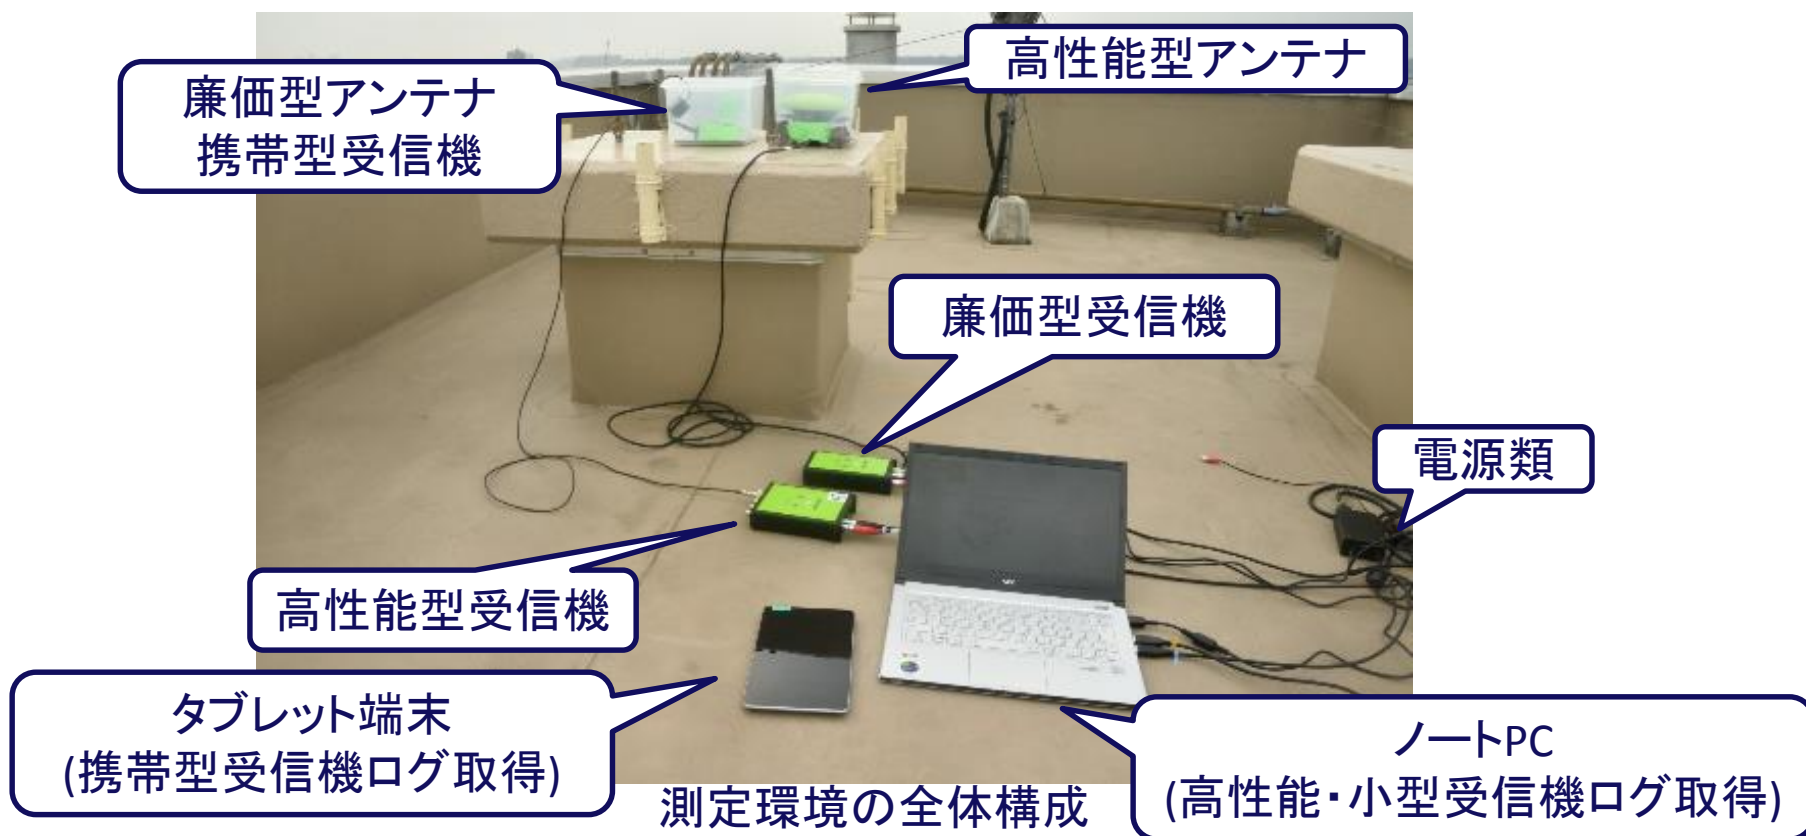 高性能型アンテナ
廉価型アンテナ
携帯型受信機
廉価型受信機
電源類
高性能型受信機
タブレット端末
(携帯型受信機ログ取得)
ノートPC
(高性能・小型受信機ログ取得)
測定環境の全体構成